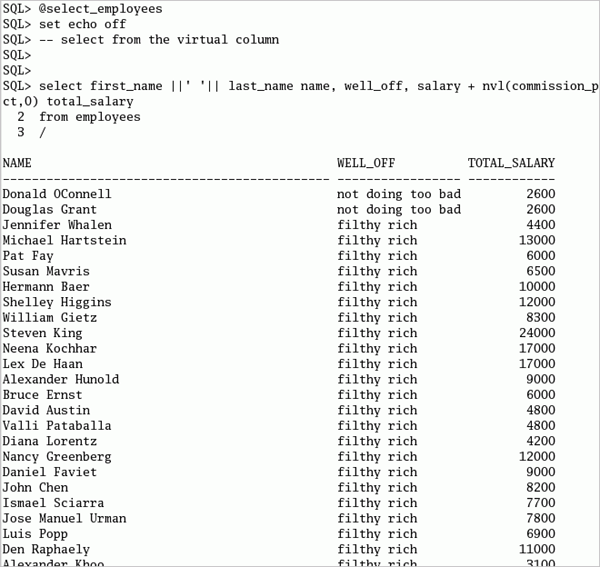 SQL> @select_employees
SQL> set echo off
SQL> -- select from the virtual column
SQL>
SQL>
SQL> select first_name ||' '|| last_name name, well_off, salary + nvl(commission_p
ct,0) total_salary
  2  from employees
  3  /
NAME                                     WELL_OFF         TOTAL_SALARY
---------------------------------------- ---------------- ------------
Donald OConnell                          not doing too bad       2600
Douglas Grant                            not doing too bad       2600
Jennifer Whalen                          filthy rich             4400
Michael Hartstein                        filthy rich            13000
Pat Fay                                  filthy rich             6000
Susan Mavris                             filthy rich             6500
Hermann Baer                             filthy rich            10000
Shelley Higgins                          filthy rich            12000
William Gietz                            filthy rich             8300
Steven King                              filthy rich            24000
Neena Kochhar                            filthy rich            17000
Lex De Haan                              filthy rich            17000
Alexander Hunold                         filthy rich             9000
Bruce Ernst                              filthy rich             6000
David Austin                             filthy rich             4800
Valli Pataballa                          filthy rich             4800
Diana Lorentz                            filthy rich             4200
Nancy Greenberg                          filthy rich            12000
Daniel Faviet                            filthy rich             9000
John Chen                                filthy rich             8200
Ismael Sciarra                           filthy rich             7700
Jose Manuel Urman                        filthy rich             7800
Luis Popp                                filthy rich             6900
Den Raphaely                             filthy rich            11000
Alexander Khoo                           filthy rich             3100